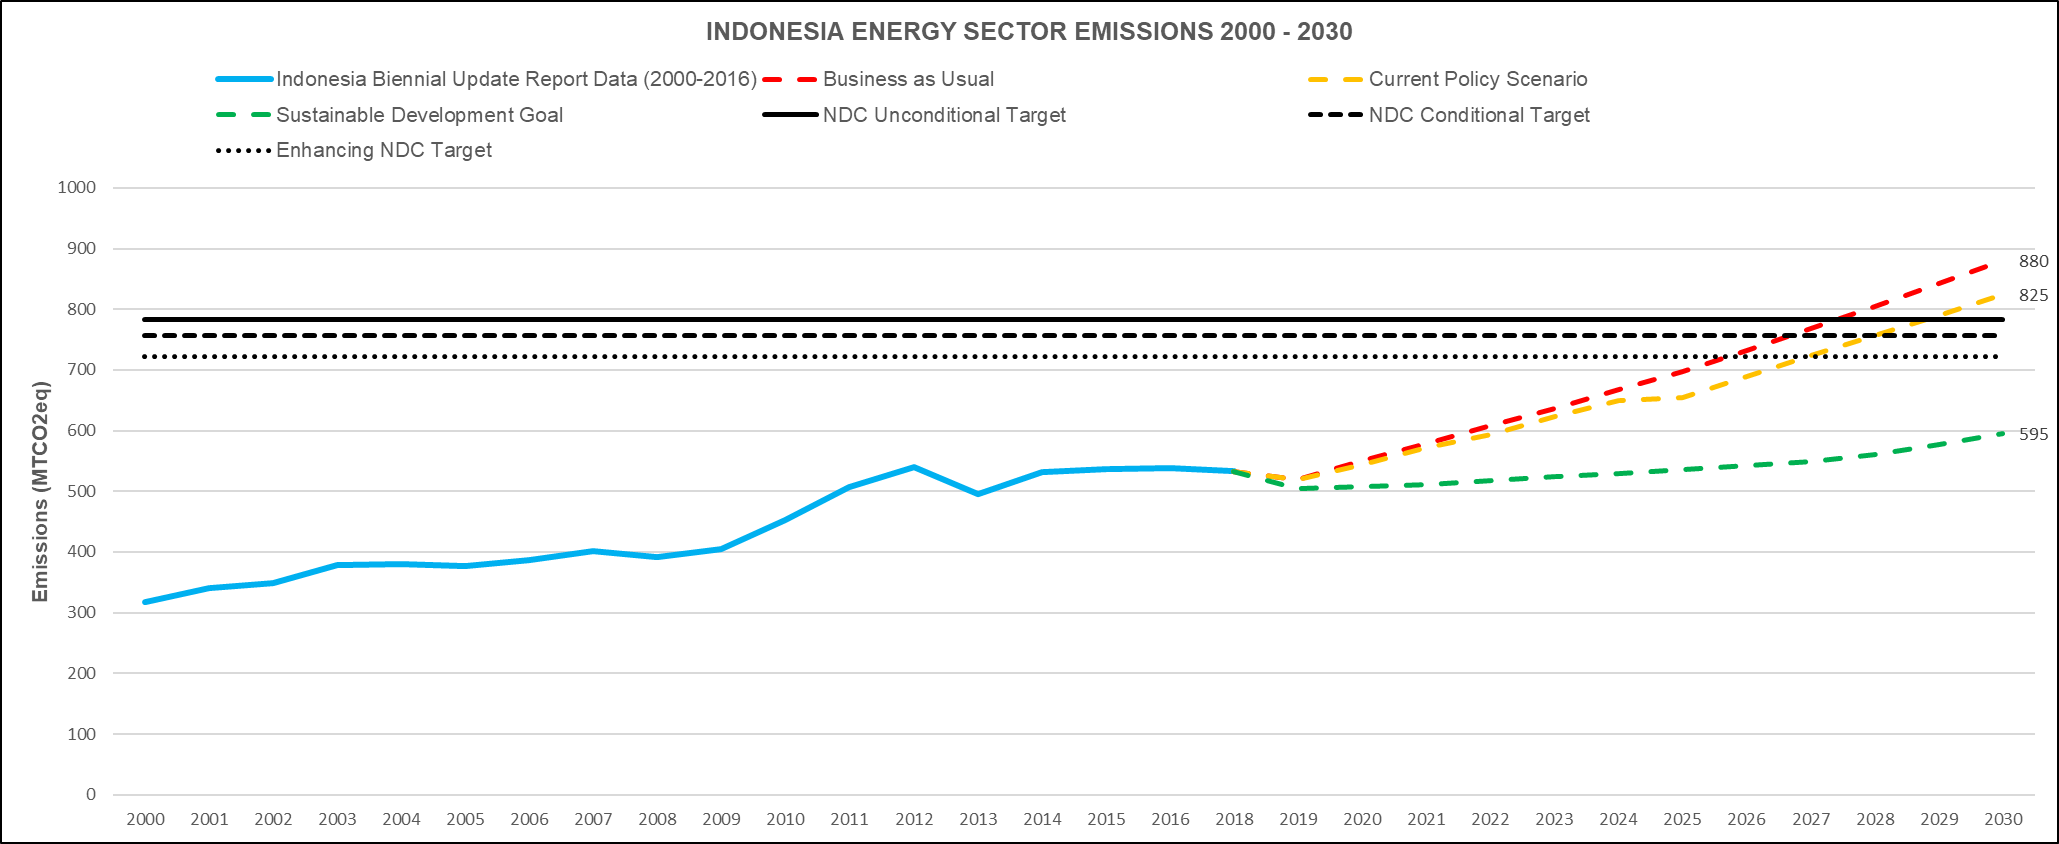 INDONESIA ENERGY SECTOR EMISSIONS 2000 - 2030
Indonesia Biennial Update Report Data (2000-2016) Business as Usual Current Policy Scenario
Sustainable Development Goal NDC Unconditional Target NDC Conditional Target
Enhancing NDC Target
Emissions (MTCO2eq)
1000
900
800
700
600
500
400
300
200
100
0
880
825
595
2000 2001 2002 2003 2004 2005 2006 2007 2008 2009 2010 2011 2012 2013 2014 2015 2016 2018 2019 2020 2021 2022 2023 2024 2025 2026 2027 2028 2029 2030